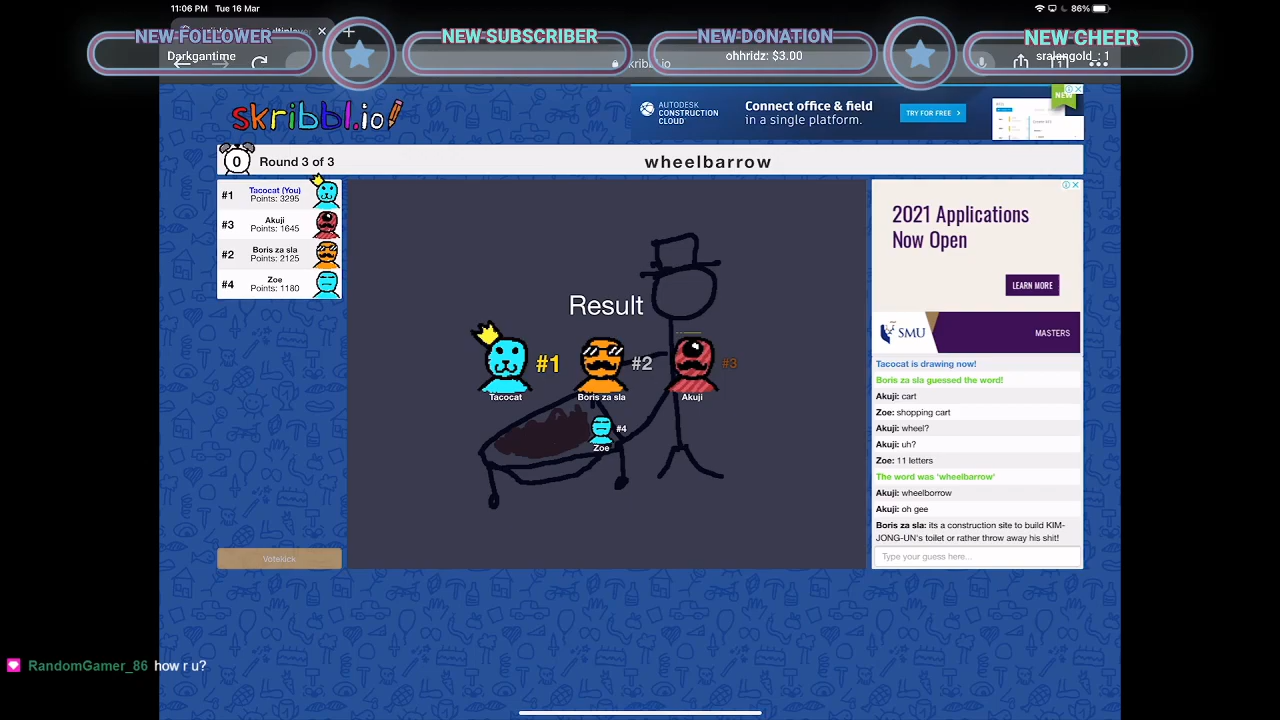 11:06 PM Tue 16 Mar
86%
NEW FOLLOWER
Darkgantime
NEW SUBSCRIBER
NEW DONATION
ohhridz: $3.00
NEW CHEER
skribbl.io
AUTODESK
CONSTRUCTION
CLOUD
Connect office & field
in a single platform.
TRY FOR FREE
NEW
0
Round 3 of 3
wheelbarrow
#1
Tacocat (You)
Points: 3295
#3
Akuji
Points: 1645
#2
Boris za sla
Points: 2125
#4
Zoe
Points: 1180
Votekick
Result
#1
Tacocat
#2
Boris za sla
#3
Akuji
#4
Zoe
2021 Applications
Now Open
LEARN MORE
SMU
MASTERS
Tacocat is drawing now!
Boris za sla guessed the word!
Akuji: cart
Zoe: shopping cart
Akuji: wheel?
Akuji: uh?
Zoe: 11 letters
The word was 'wheelbarrow'
Akuji: wheelborrow
Akuji: oh gee
Boris za sla: its a construction site to build KIM-
JONG-UN's toilet or rather throw away his shit!
Type your guess here...
RandomGamer_86 how r u?